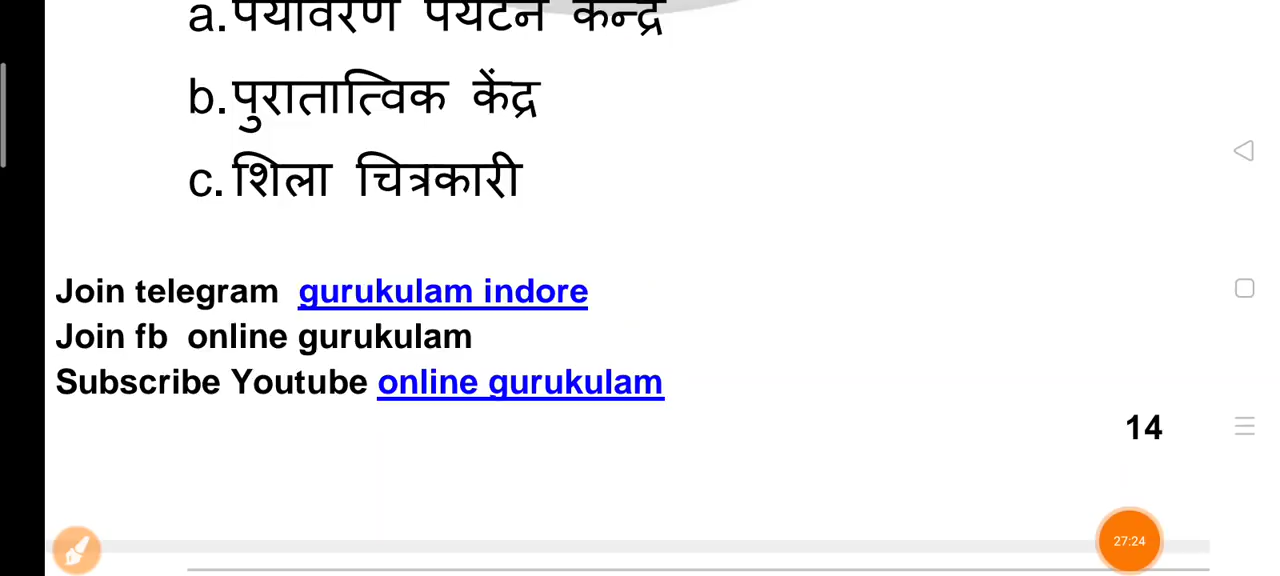 a. पर्यावरण पर्यटन केन्द्र
b. पुरातात्विक केंद्र
c. शिला चित्रकारी
Join telegram gurukulam indore
Join fb online gurukulam
Subscribe Youtube online gurukulam
14
27:24